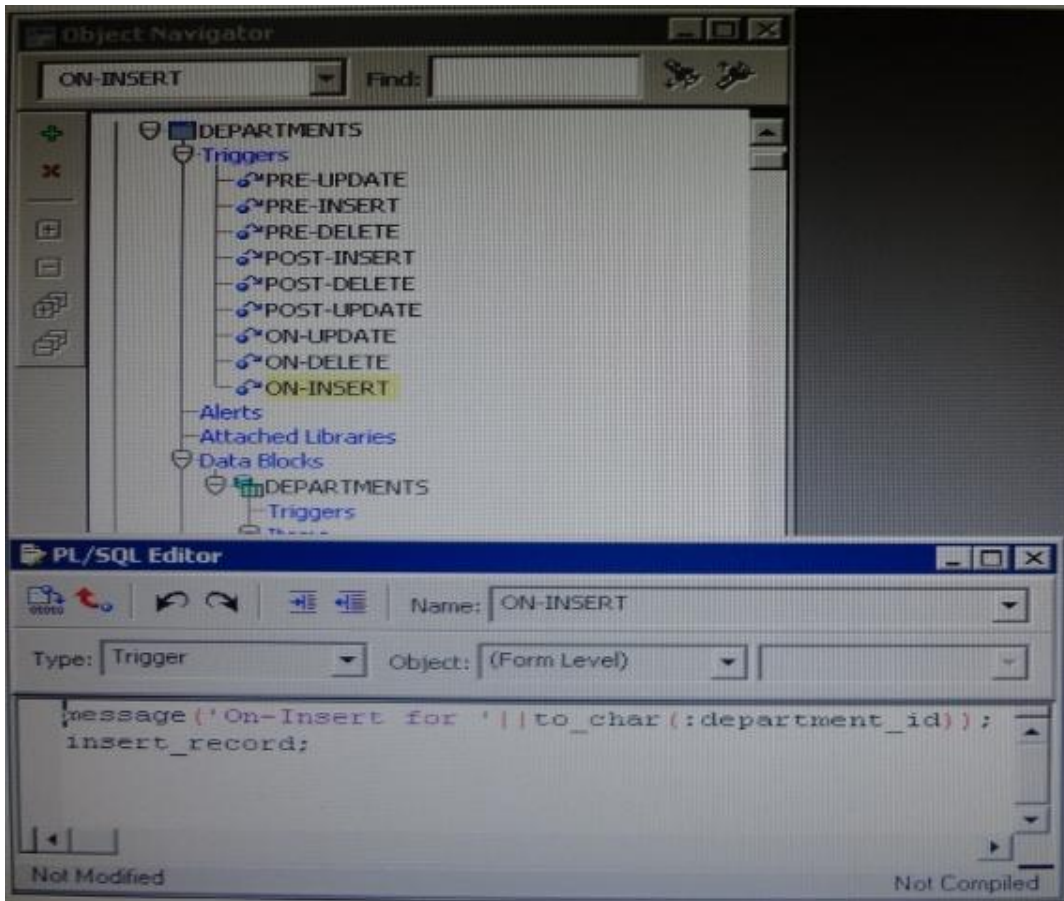 Object Navigator
ON-INSERT Find:
DEPARTMENTS
Triggers
PRE-UPDATE
PRE-INSERT
PRE-DELETE
POST-INSERT
POST-DELETE
POST-UPDATE
ON-UPDATE
ON-DELETE
ON-INSERT
Alerts
Attached Libraries
Data Blocks
DEPARTMENTS
Triggers
PL/SQL Editor
Name: ON-INSERT
Type: Trigger Object: (Form Level)
message('On-Insert for '||to_char(:department_id));
insert_record;
Not Modified Not Compiled